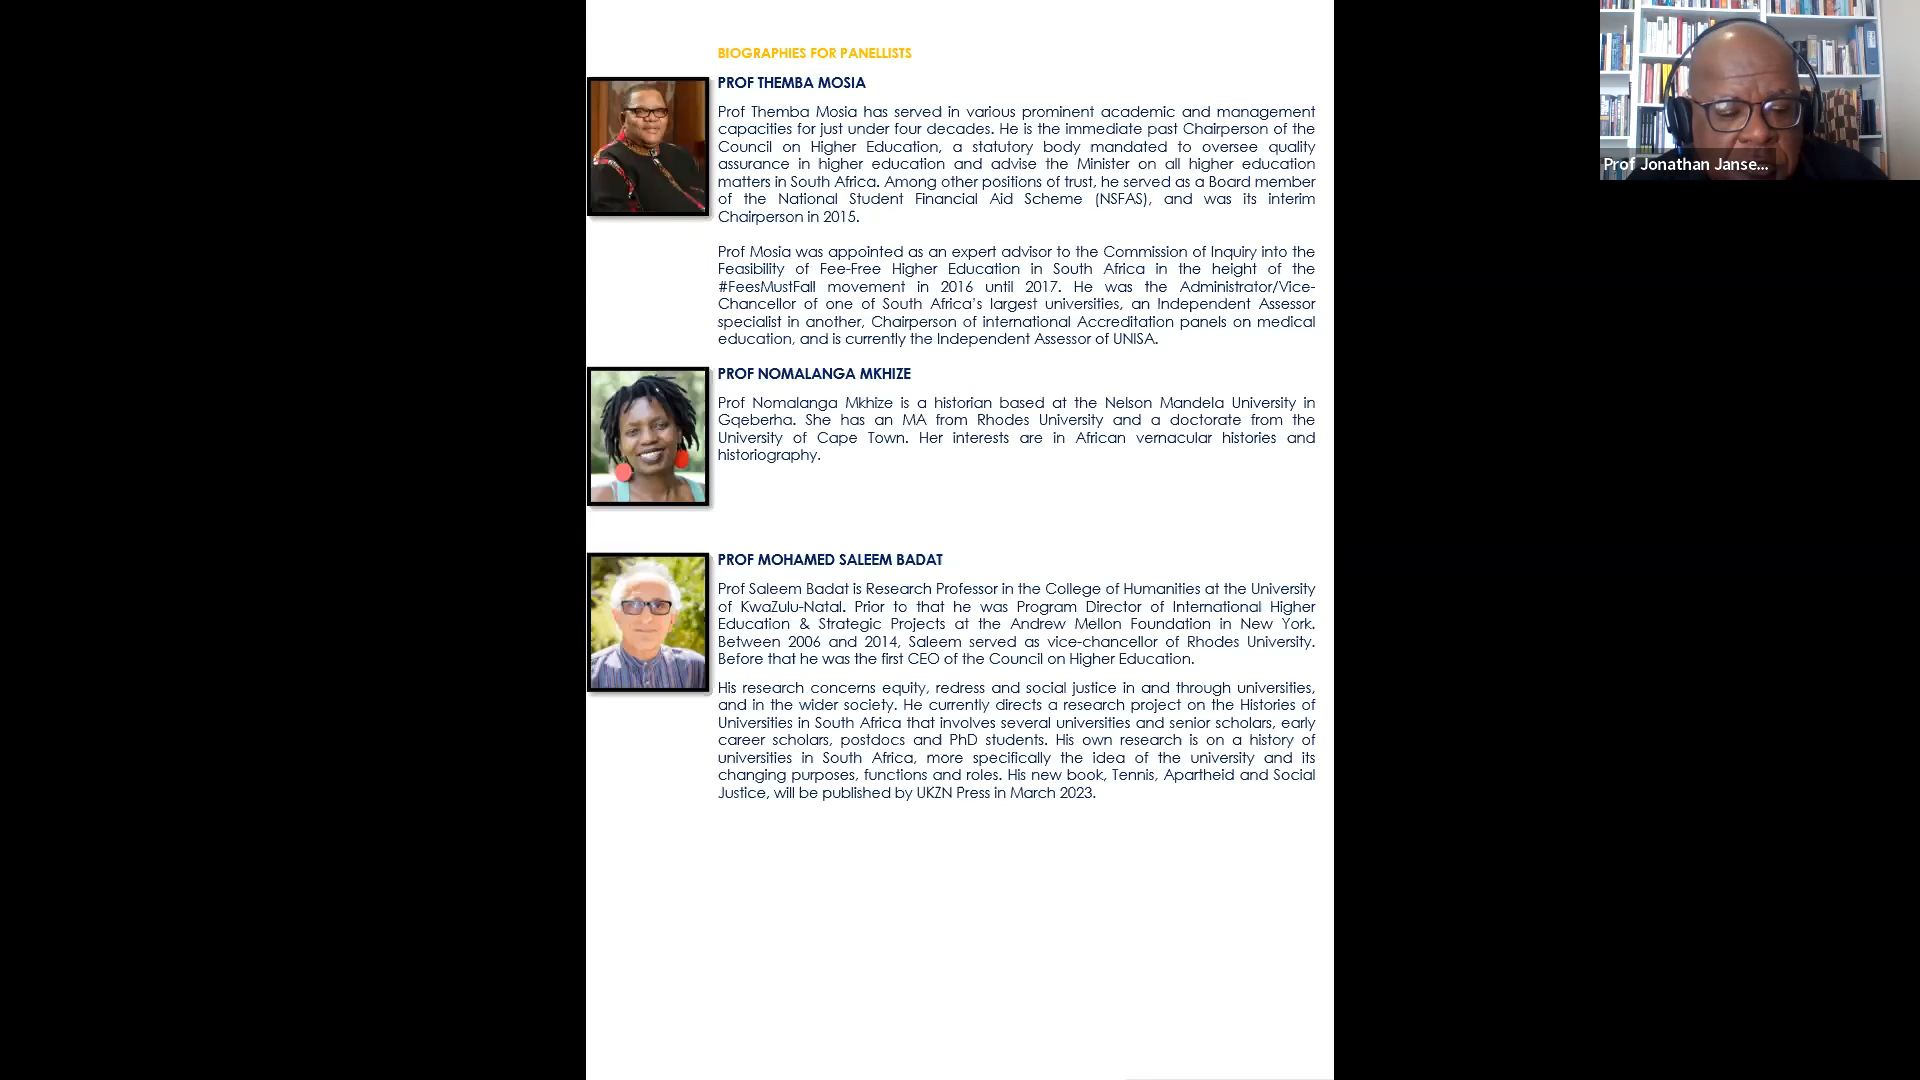 BIOGRAPHIES FOR PANELLISTS
PROF THEMBA MOSIA
Prof Themba Mosia has served in various prominent academic and management
capacities for just under four decades. He is the immediate past Chairperson of the
Council on Higher Education, a statutory body mandated to oversee quality
assurance in higher education and advise the Minister on all higher education
matters in South Africa. Among other positions of trust, he served as a Board member
of the National Student Financial Aid Scheme (NSFAS), and was its interim
Chairperson in 2015.
Prof Mosia was appointed as an expert advisor to the Commission of Inquiry into the
Feasibility of Fee-Free Higher Education in South Africa in the height of the
#FeesMustFall movement in 2016 until 2017. He was the Administrator/Vice-
Chancellor of one of South Africa's largest universities, an Independent Assessor
specialist in another, Chairperson of international Accreditation panels on medical
education, and is currently the Independent Assessor of UNISA.
PROF NOMALANGA MKHIZE
Prof Nomalanga Mkhize is a historian based at the Nelson Mandela University in
Gqeberha. She has an MA from Rhodes University and a doctorate from the
University of Cape Town. Her interests are in African vernacular histories and
historiography.
PROF MOHAMED SALEEM BADAT
Prof Saleem Badat is Research Professor in the College of Humanities at the University
of KwaZulu-Natal. Prior to that he was Program Director of International Higher
Education & Strategic Projects at the Andrew Mellon Foundation in New York.
Between 2006 and 2014, Saleem served as vice-chancellor of Rhodes University.
Before that he was the first CEO of the Council on Higher Education.
His research concerns equity, redress and social justice in and through universities,
and in the wider society. He currently directs a research project on the Histories of
Universities in South Africa that involves several universities and senior scholars, early
career scholars, postdocs and PhD students. His own research is on a history of
universities in South Africa, more specifically the idea of the university and its
changing purposes, functions and roles. His new book, Tennis, Apartheid and Social
Justice, will be published by UKZN Press in March 2023.
Prof Jonathan Janse...